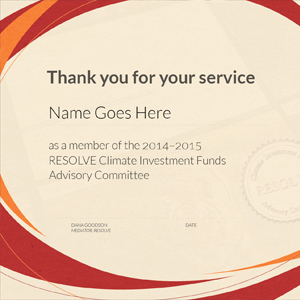 Thank you for your service
Name Goes Here
as a member of the 2014–2015
RESOLVE Climate Investment Funds
Advisory Committee
DANA GOODSON
DATE
MEDIATOR, RESOLVE
RESOLV